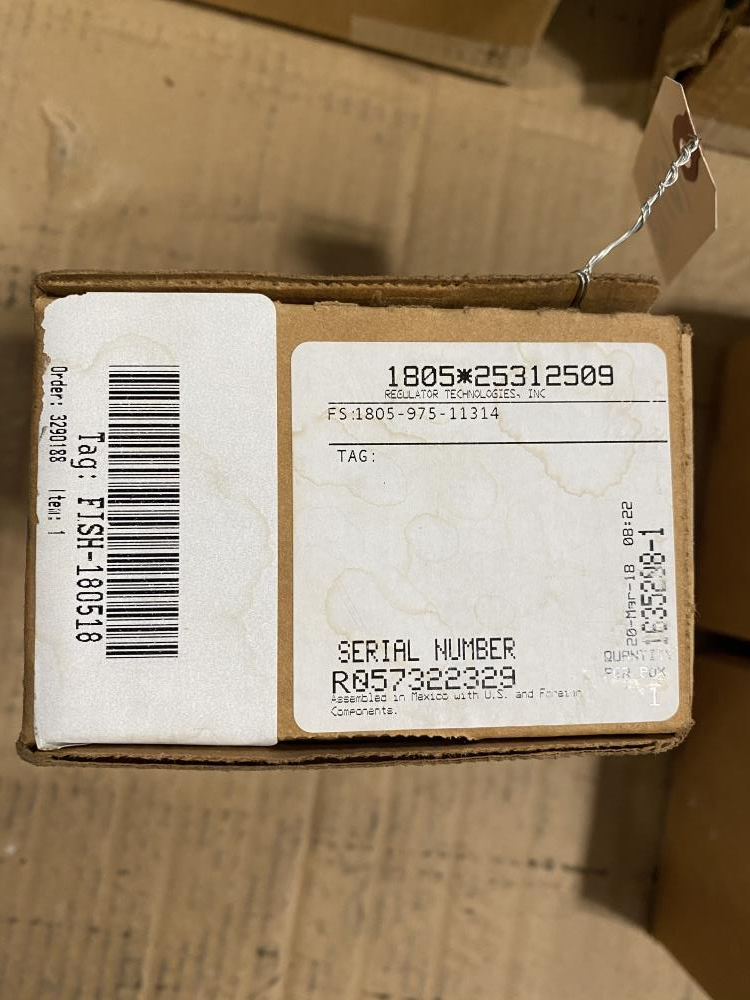 Order: 3290188 Item: 1
Tag: FISH-180518
1805*25312509
REGULATOR TECHNOLOGIES, INC
FS:1805-975-11314
TAG:
20-Mar-18 08:22
QUANTITY
PER BOX
1
SERIAL NUMBER
R057322329
Assembled in Mexico with U.S. and Foreign
Components.